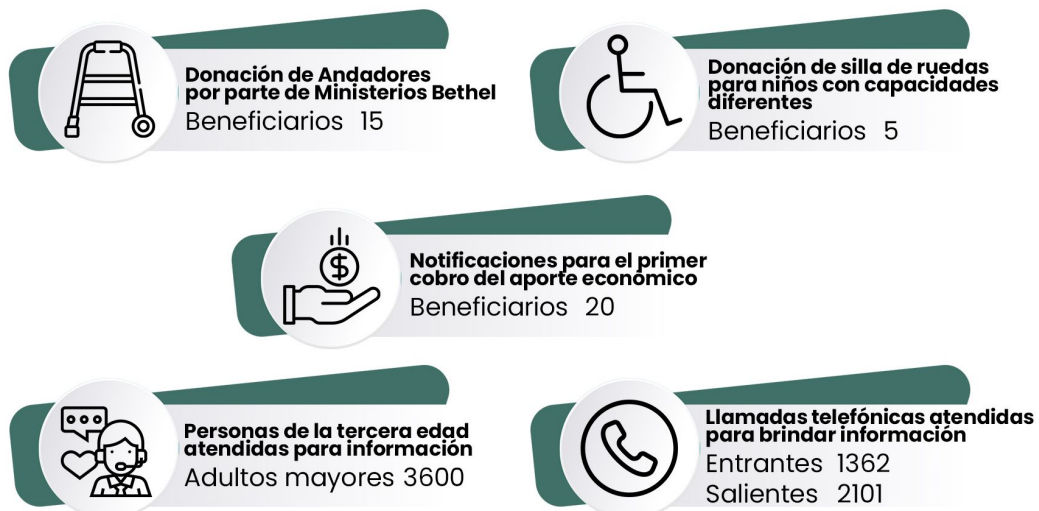 Donación de Andadores
por parte de Ministerios Bethel
Beneficiarios 15
Donación de silla de ruedas
para niños con capacidades
diferentes
Beneficiarios 5
Notificaciones para el primer
cobro del aporte económico
Beneficiarios 20
Personas de la tercera edad
atendidas para información
Adultos mayores 3600
Llamadas telefónicas atendidas
para brindar información
Entrantes 1362
Salientes 2101